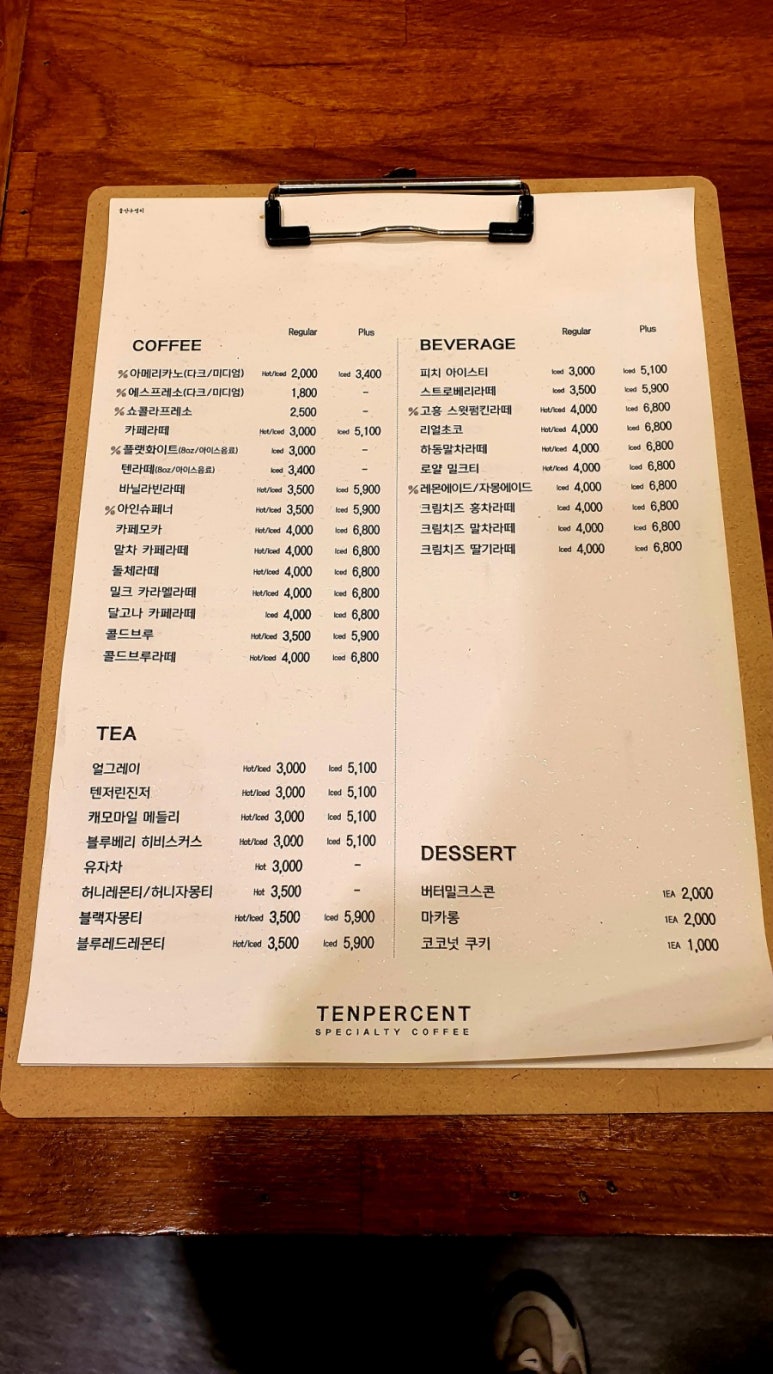 Regular Plus
COFFEE
% 아메리카노(다크/미디엄) Hot/Iced 2,000 Iced 3,400
% 에스프레소(다크/미디엄) 1,800 -
% 쇼콜라프레소 2,500 -
카페라떼 Hot/Iced 3,000 Iced 5,100
% 플랫화이트(8oz/아이스음료) Iced 3,000 -
텐라떼(8oz/아이스음료) Iced 3,400 -
바닐라빈라떼 Hot/Iced 3,500 Iced 5,900
% 아인슈페너 Hot/Iced 3,500 Iced 5,900
카페모카 Hot/Iced 4,000 Iced 6,800
말차 카페라떼 Hot/Iced 4,000 Iced 6,800
돌체라떼 Hot/Iced 4,000 Iced 6,800
밀크 카라멜라떼 Hot/Iced 4,000 Iced 6,800
달고나 카페라떼 Iced 4,000 Iced 6,800
콜드브루 Hot/Iced 3,500 Iced 5,900
콜드브루라떼 Hot/Iced 4,000 Iced 6,800
TEA
얼그레이 Hot/Iced 3,000 Iced 5,100
텐저린진저 Hot/Iced 3,000 Iced 5,100
캐모마일 메들리 Hot/Iced 3,000 Iced 5,100
블루베리 히비스커스 Hot/Iced 3,000 Iced 5,100
유자차 Hot 3,000 -
허니레몬티/허니자몽티 Hot 3,500 -
블랙자몽티 Hot/Iced 3,500 Iced 5,900
블루레드레몬티 Hot/Iced 3,500 Iced 5,900
Regular Plus
BEVERAGE
피치 아이스티 Iced 3,000 Iced 5,100
스트로베리라떼 Iced 3,500 Iced 5,900
% 고흥 스윗펌킨라떼 Hot/Iced 4,000 Iced 6,800
리얼초코 Hot/Iced 4,000 Iced 6,800
하동말차라떼 Hot/Iced 4,000 Iced 6,800
로얄 밀크티 Hot/Iced 4,000 Iced 6,800
% 레몬에이드/자몽에이드 Iced 4,000 Iced 6,800
크림치즈 홍차라떼 Iced 4,000 Iced 6,800
크림치즈 말차라떼 Iced 4,000 Iced 6,800
크림치즈 딸기라떼 Iced 4,000 Iced 6,800
DESSERT
버터밀크스콘 1EA 2,000
마카롱 1EA 2,000
코코넛 쿠키 1EA 1,000
TENPERCENT
SPECIALTY COFFEE